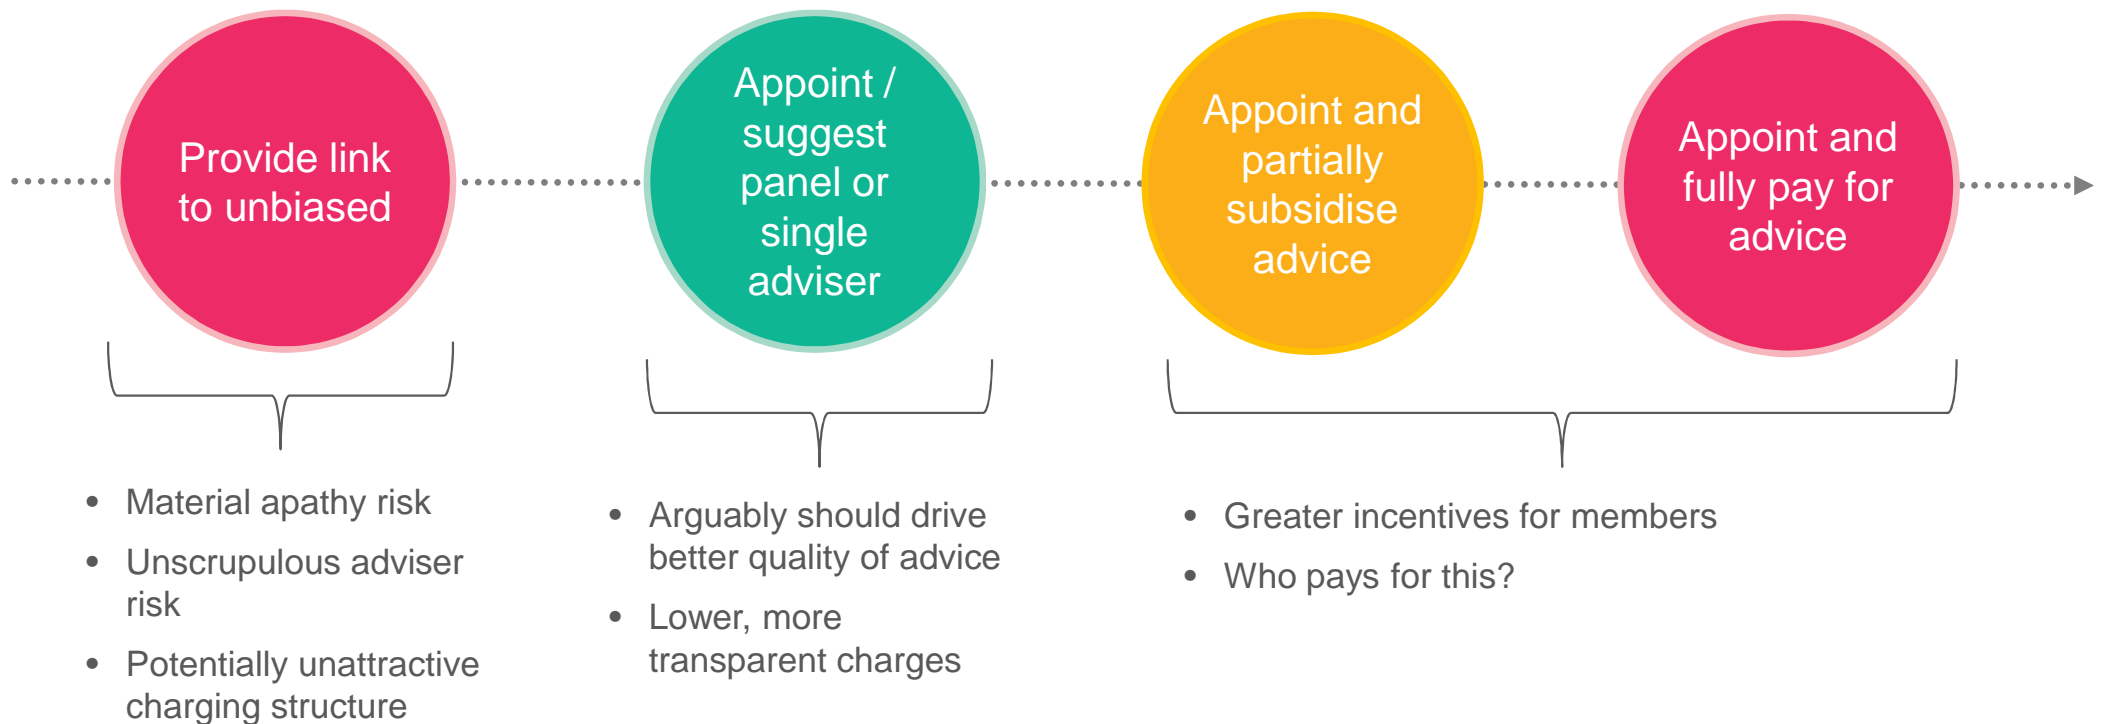 Provide link
to unbiased
Appoint /
suggest
panel or
single
adviser
Appoint and
partially
subsidise
advice
Appoint and
fully pay for
advice
• Material apathy risk
• Unscrupulous adviser
risk
• Potentially unattractive
charging structure
• Arguably should drive
better quality of advice
• Lower, more
transparent charges
• Greater incentives for members
• Who pays for this?